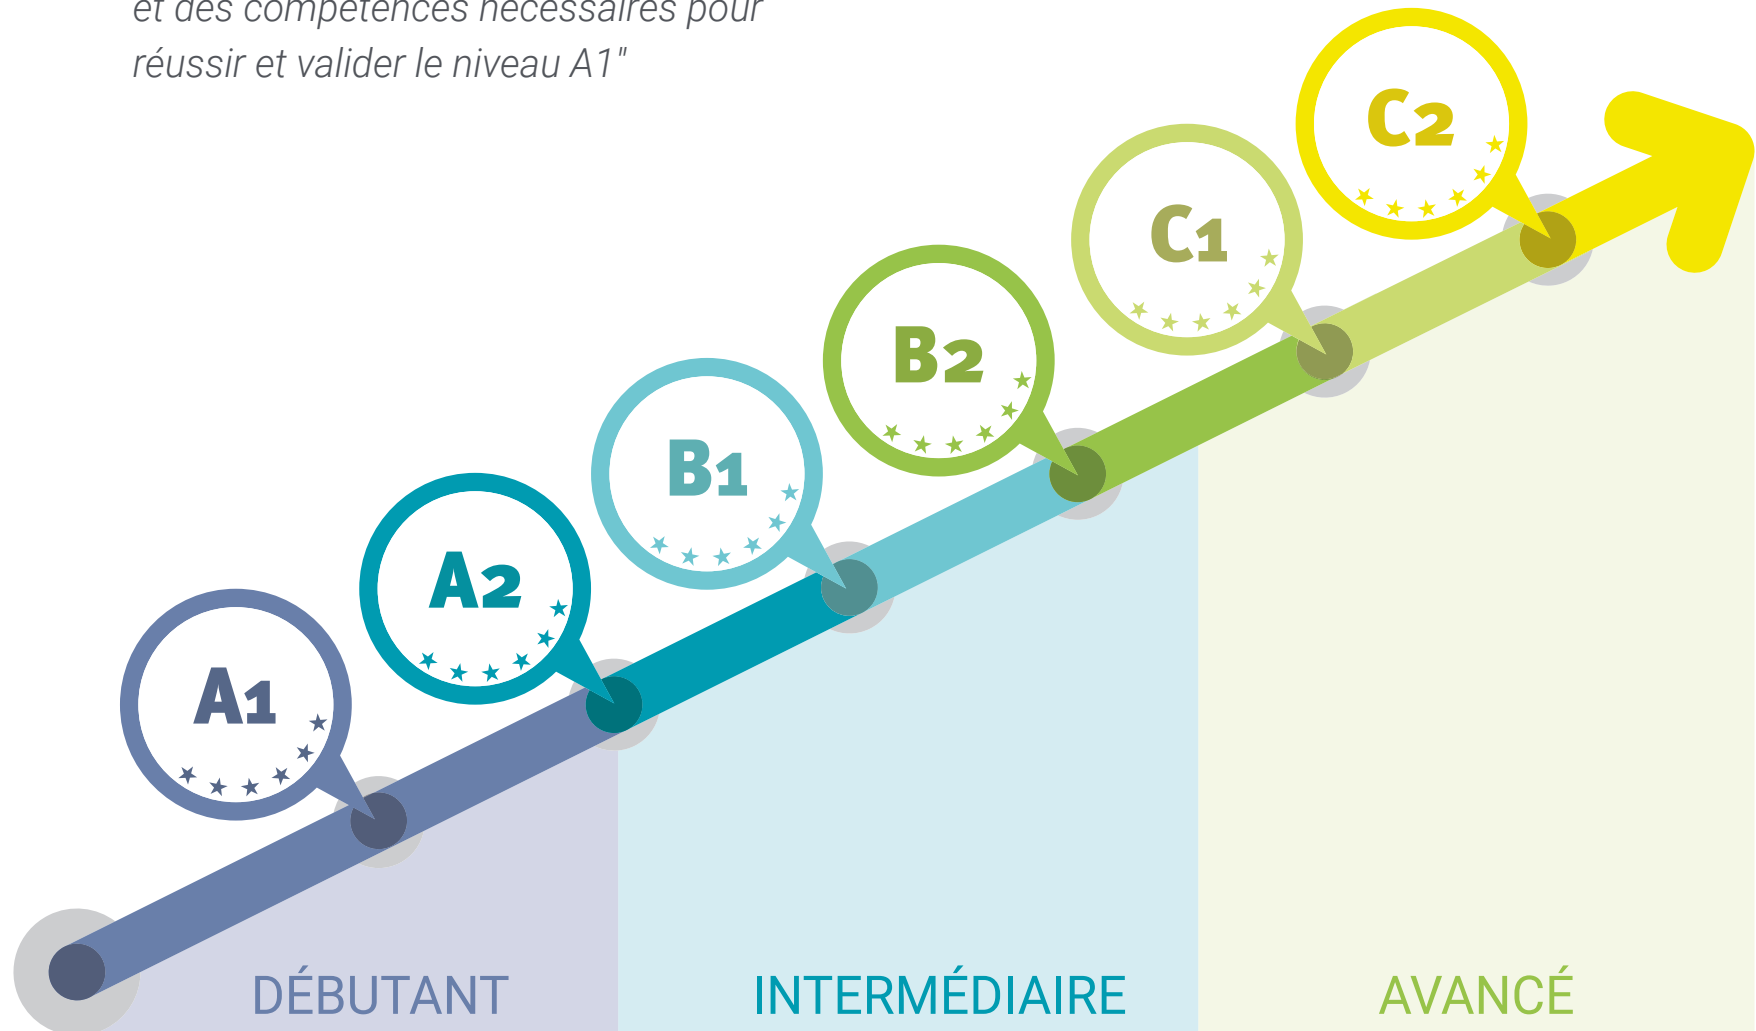 et des compétences nécessaires pour
réussir et valider le niveau A1"
C2
C1
B2
B1
A2
A1
DÉBUTANT
INTERMÉDIAIRE
AVANCÉ